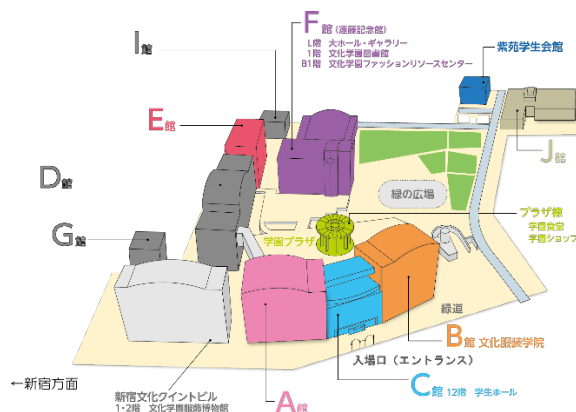 F館(遠藤記念館)
L階 大ホール・ギャラリー
1階 文化学園図書館
B1階 文化学園ファッションリソースセンター
I館
紫苑学生会館
E館
J館
D館
緑の広場
プラザ棟
学園食堂
学園ショップ
G館
学園プラザ
緑道
B館 文化服装学院
入場口(エントランス)
C館 12階 学生ホール
←新宿方面
新宿文化クイントビル
1・2階 文化学園服飾博物館
A館